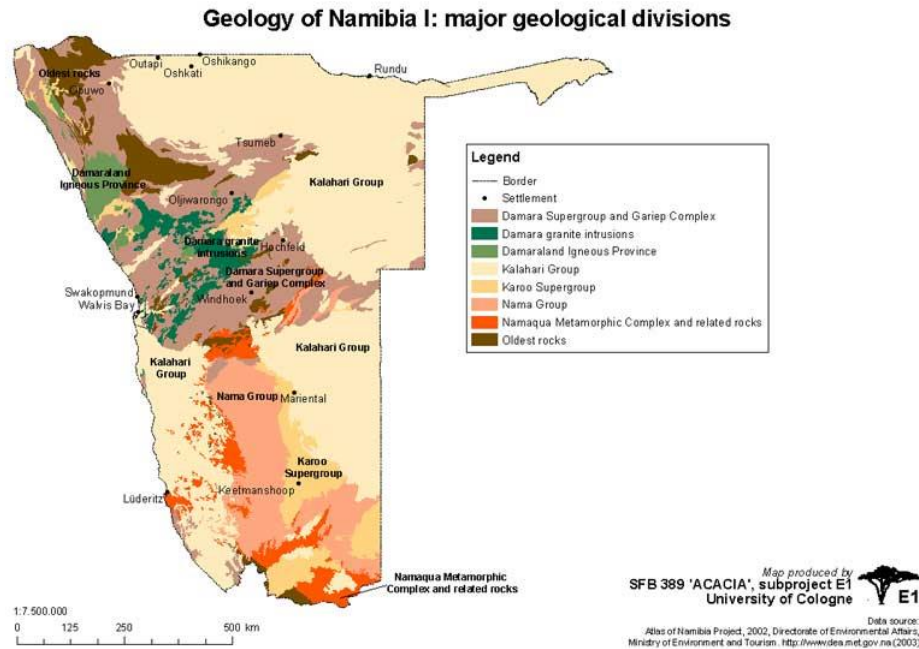 Geology of Namibia I: major geological divisions
Outapi
Oshikango
Oshkati
Rundu
Oldest rocks
Opuwo
Tsumeb
Damaraland
Igneous Province
Kalahari Group
Otjiwarongo
Damara granite
intrusions
Hochfeld
Damara Supergroup
and Gariep Complex
Swakopmund
Windhoek
Walvis Bay
Kalahari
Group
Kalahari Group
Nama Group
Mariental
Karoo
Supergroup
Keetmanshoop
Lüderitz
Namaqua Metamorphic
Complex and related rocks
Legend
Border
Settlement
Damara Supergroup and Gariep Complex
Damara granite intrusions
Damaraland Igneous Province
Kalahari Group
Karoo Supergroup
Nama Group
Namaqua Metamorphic Complex and related rocks
Oldest rocks
1:7.500.000
0 125 250 500 km
Map produced by
SFB 389 'ACACIA', subproject E1
University of Cologne
E1
Data source:
Atlas of Namibia Project, 2002, Directorate of Environmental Affairs,
Ministry of Environment and Tourism. http://www.dea.met.gov.na (2003)